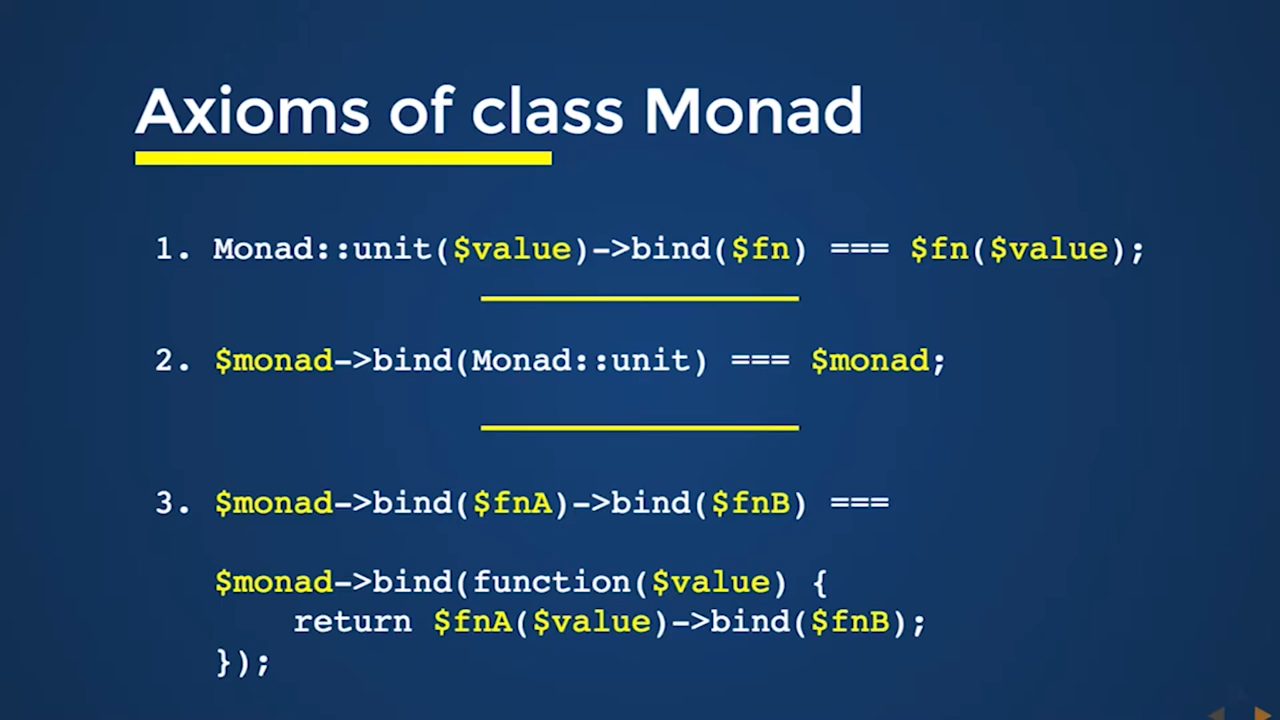 Axioms of class Monad
1. Monad::unit($value)->bind($fn) === $fn($value);
2. $monad->bind(Monad::unit) === $monad;
3. $monad->bind($fnA)->bind($fnB) ===
$monad->bind(function($value) {
return $fnA($value)->bind($fnB);
});